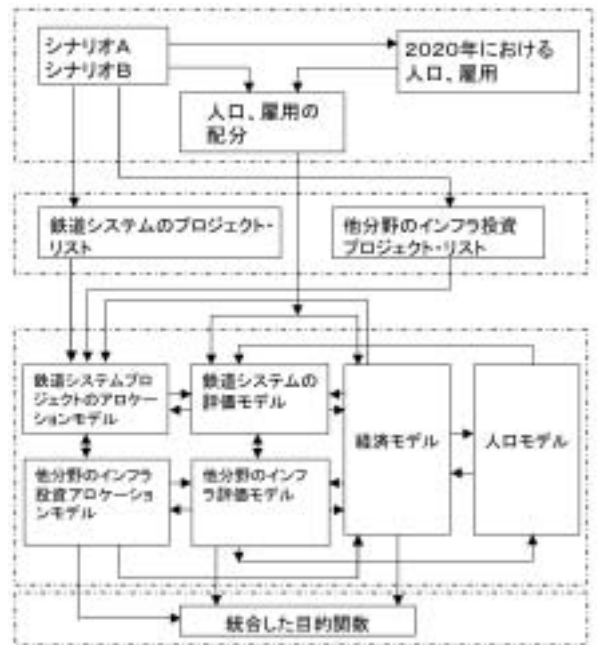 シナリオA
シナリオB
2020年における
人口、雇用
人口、雇用の
配分
鉄道システムのプロジェクト・
リスト
他分野のインフラ投資
プロジェクト・リスト
鉄道システムプロ
ジェクトのアロケー
ションモデル
鉄道システムの
評価モデル
経済モデル
人口モデル
他分野のインフラ
投資アロケーショ
ンモデル
他分野のインフ
ラ評価モデル
統合した目的関数